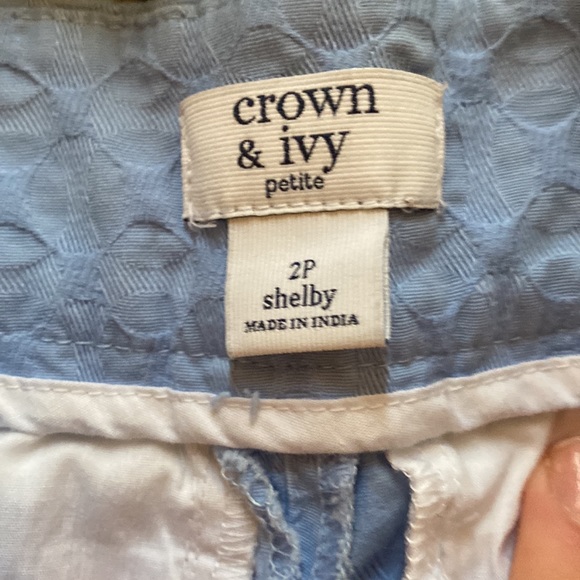 crown
& ivy
petite
2P
shelby
MADE IN INDIA